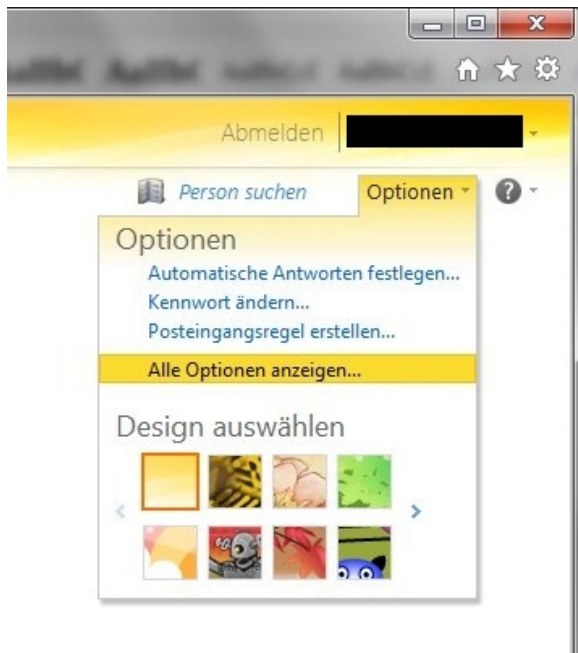 Abmelden
Person suchen Optionen ?
Optionen
Automatische Antworten festlegen...
Kennwort ändern...
Posteingangsregel erstellen...
Alle Optionen anzeigen...
Design auswählen